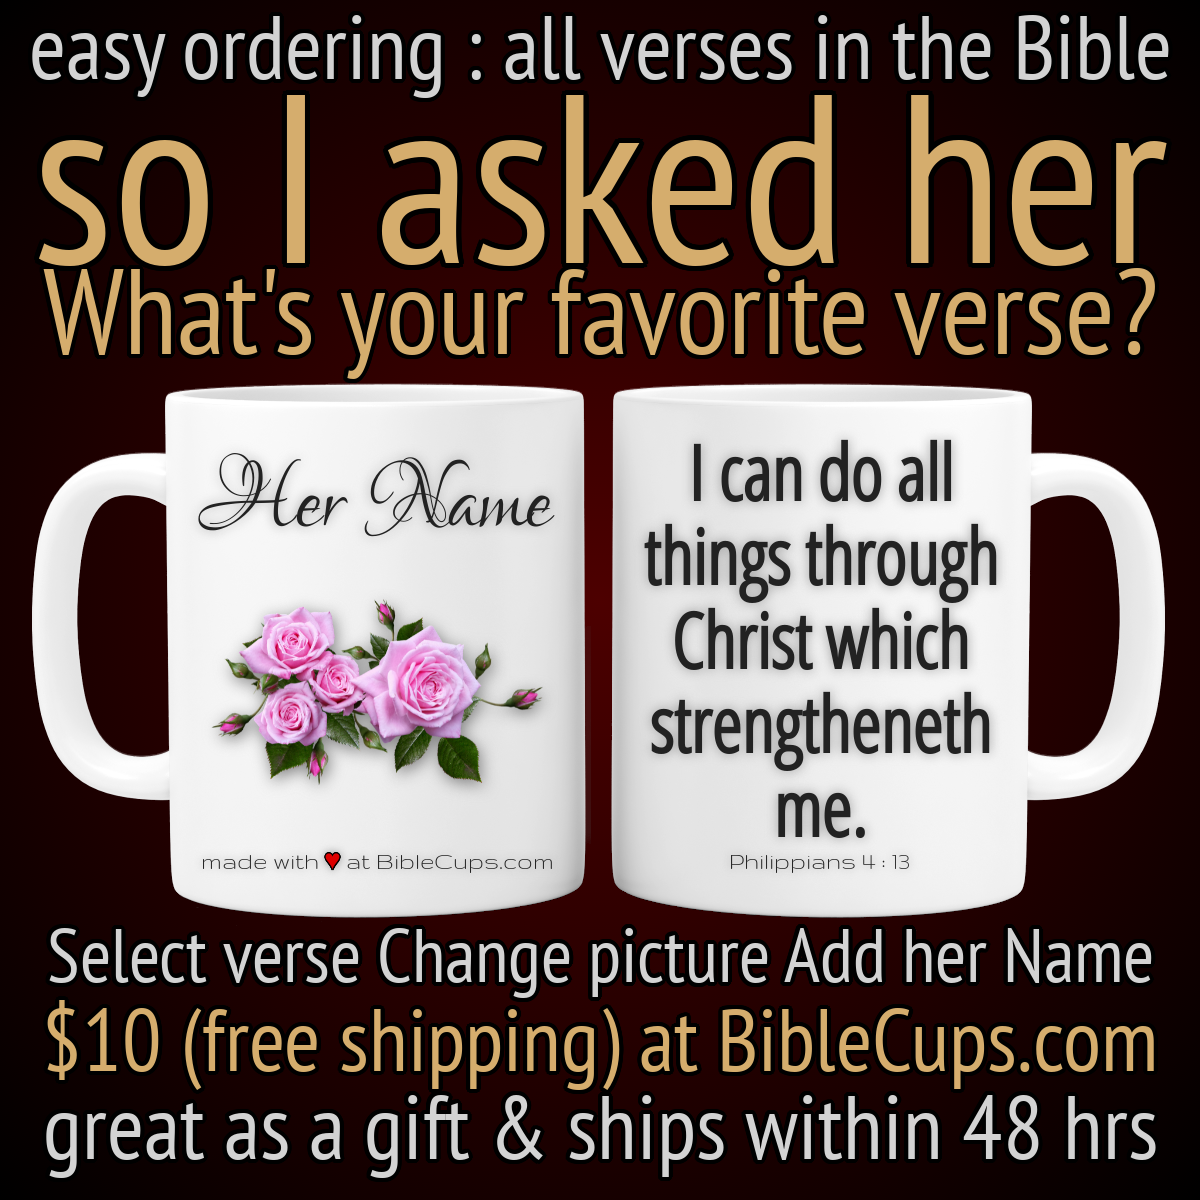 easy ordering : all verses in the Bible
so I asked her
What's your favorite verse?
Her Name
made with at BibleCups.com
I can do all
things through
Christ which
strengtheneth
me.
Philippians 4 : 13
Select verse Change picture Add her Name
$10 (free shipping) at BibleCups.com
great as a gift & ships within 48 hrs